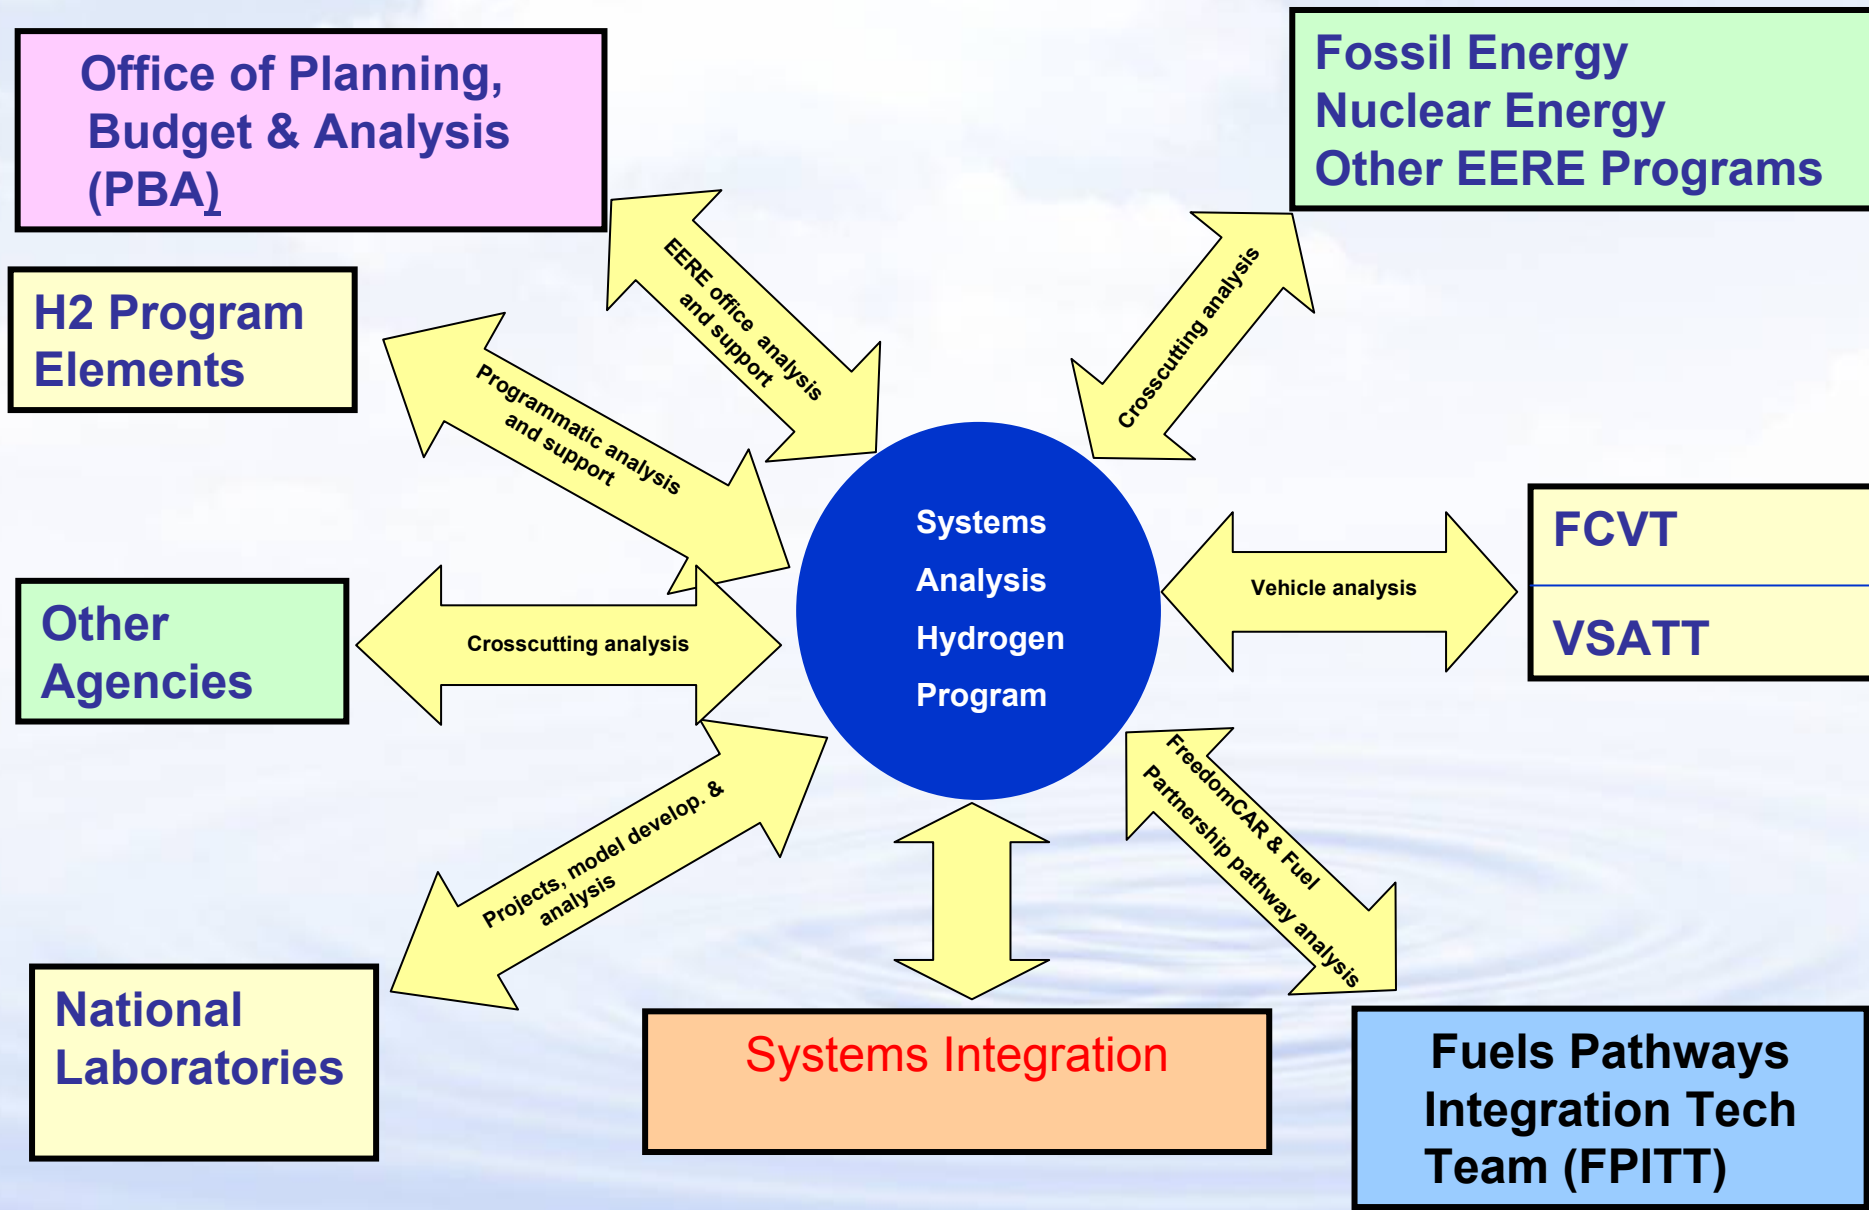 Office of Planning,
Budget & Analysis
(PBA)
Fossil Energy
Nuclear Energy
Other EERE Programs
EERE office analysis
and support
Crosscutting analysis
H2 Program
Elements
Programmatic analysis
and support
Systems
Analysis
Hydrogen
Program
FCVT
VSATT
Vehicle analysis
Other
Agencies
Crosscutting analysis
Projects, model develop. &
analysis
FreedomCAR & Fuel
Partnership pathway analysis
National
Laboratories
Systems Integration
Fuels Pathways
Integration Tech
Team (FPITT)